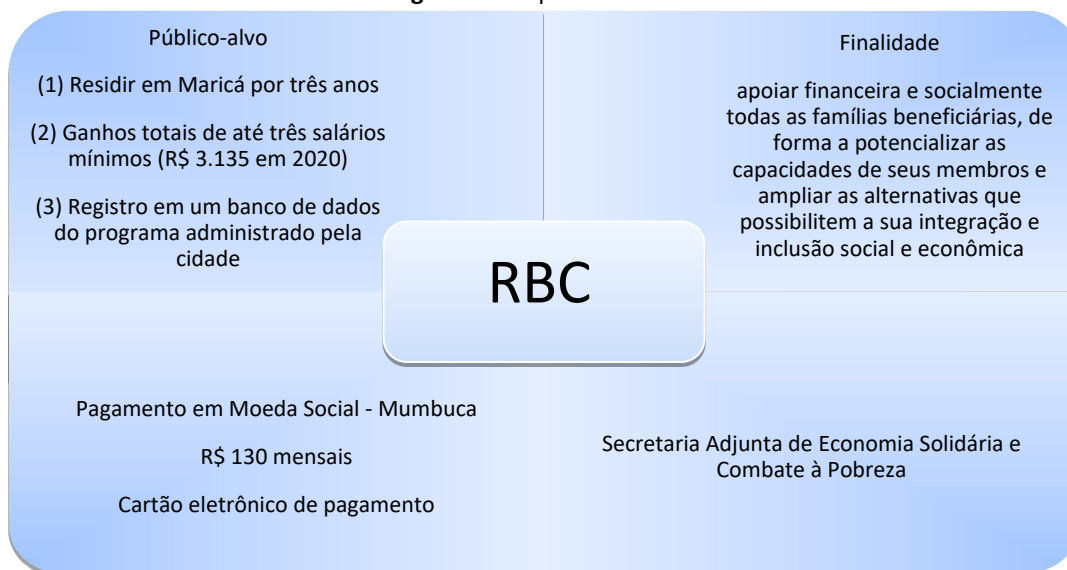 Público-alvo
(1) Residir em Maricá por três anos
(2) Ganhos totais de até três salários
mínimos (R$ 3.135 em 2020)
(3) Registro em um banco de dados
do programa administrado pela
cidade
Finalidade
apoiar financeira e socialmente
todas as famílias beneficiárias, de
forma a potencializar as
capacidades de seus membros e
ampliar as alternativas que
possibilitem a sua integração e
inclusão social e econômica
RBC
Pagamento em Moeda Social - Mumbuca
R$ 130 mensais
Cartão eletrônico de pagamento
Secretaria Adjunta de Economia Solidária e
Combate à Pobreza